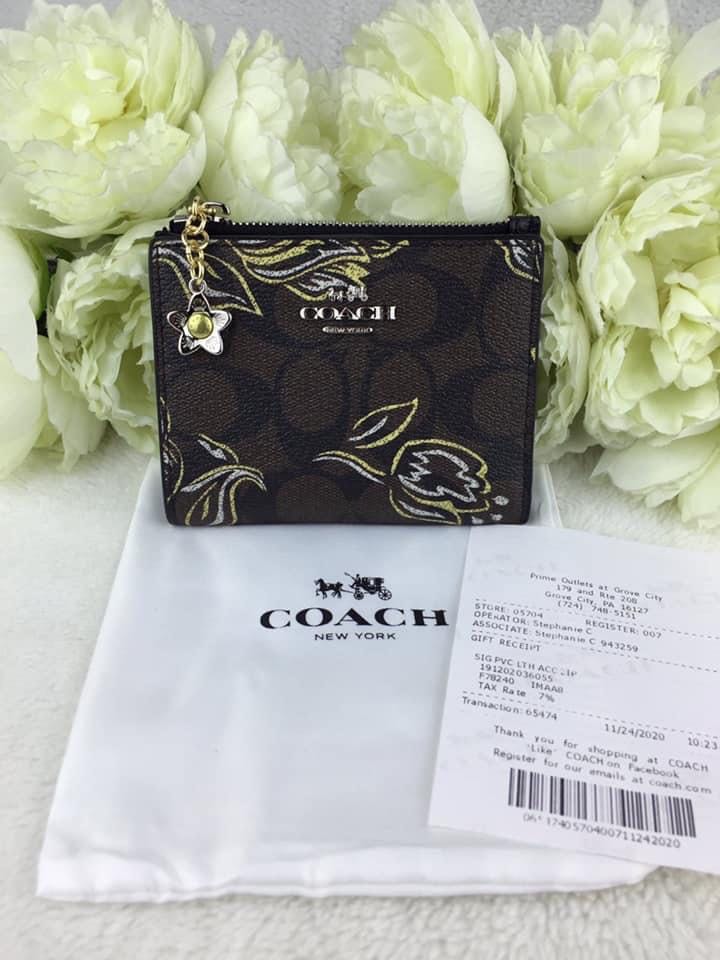 COACH
NEW YORK
COACH
NEW YORK
Prime Outlets at Grove City
179 and Rte 208
Grove City, PA 16127
(724) 748-5151
STORE: 05704 REGISTER: 007
OPERATOR: Stephanie C
ASSOCIATE: Stephanie C 943259
GIFT RECEIPT
SIG PVC LTH ACC
191202036055
F78240 IMAA8
TAX Rate 7%
Transaction: 65474
11/24/2020 10:23
Thank you for shopping at COACH
'Like' COACH on Facebook
Register for our emails at coach.com